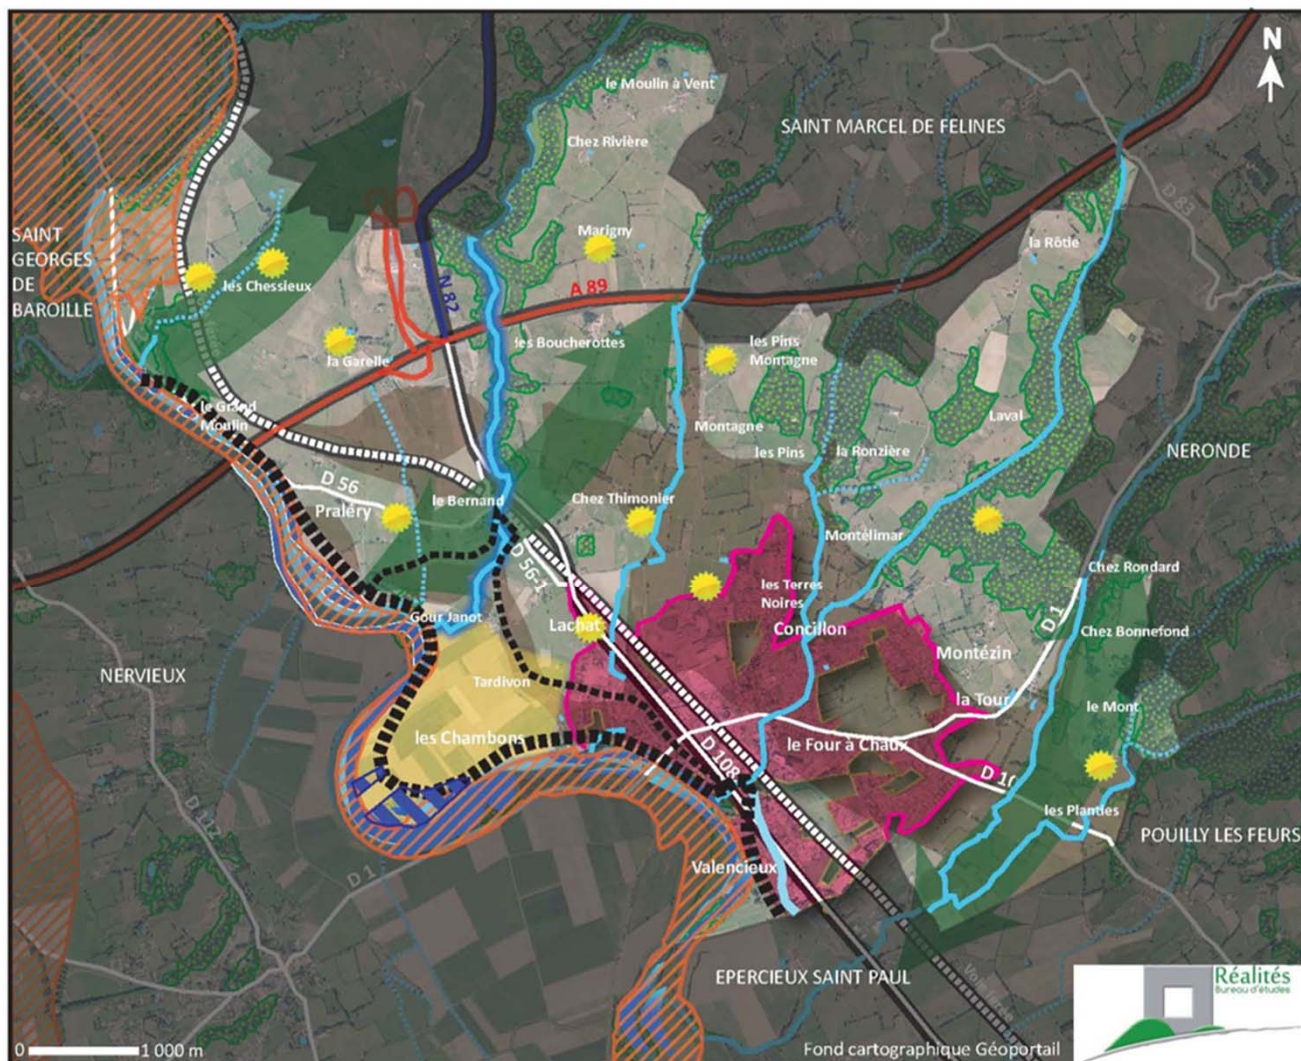 N
le Moulin à Vent
SAINT MARCEL DE FELINES
Chez Rivière
D 83
SAINT
GEORGES
DE
BAROILLE
Marigny
la Rôtie
les Chessieux
N 82
A 89
les Boucherottes
les Pins
Montagne
la Garelle
le Grand
Moulin
Montagne
Laval
les Pins
la Ronzière
NERONDE
D 56
Praléry
le Bernand
Chez Thimonier
Montélimar
D 56-1
Chez Rondard
les Terres
Noires
Gour Janot
Lachat
Concillon
D 1
Chez Bonnefond
Montézin
NERVIEUX
Tardivon
la Tour
le Mont
les Chambons
D 108
le Four à Chaux
D 10
les Planties
D 112
POUILLY LES FEURS
D 1
Valencieux
EPERCIEUX SAINT PAUL
Réalités
Bureau d'études
0
1 000 m
Fond cartographique Géoportail